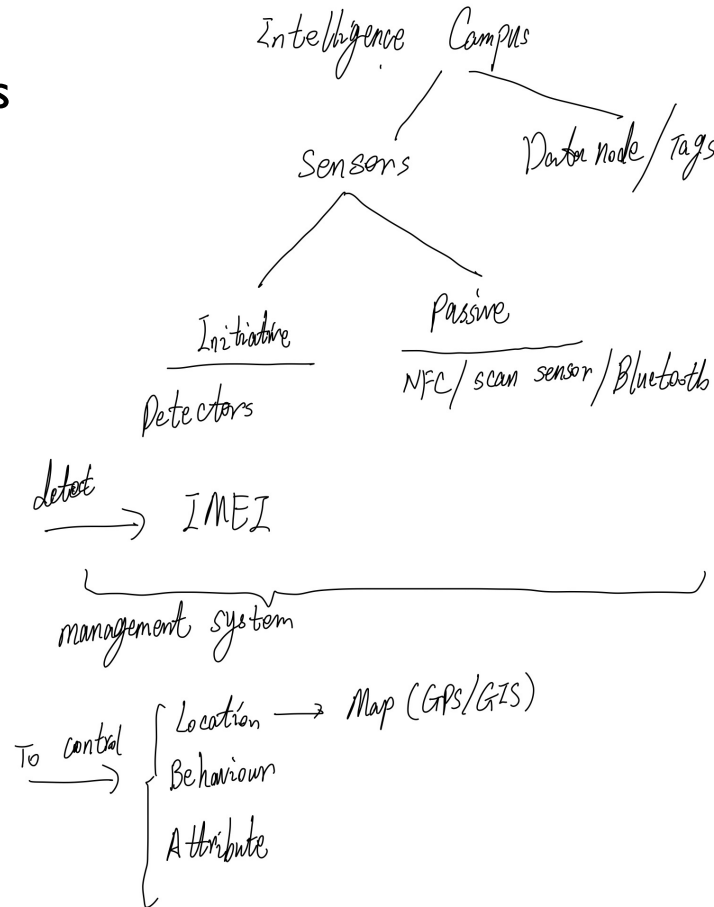 Intelligence Campus
s
Sensors
Data node / Tags
Initiative
Passive
Detectors
NFC / scan sensor / Bluetooth
detect → IMEI
management system
To control →
Location → Map (GPS/GIS)
Behaviour
Attribute